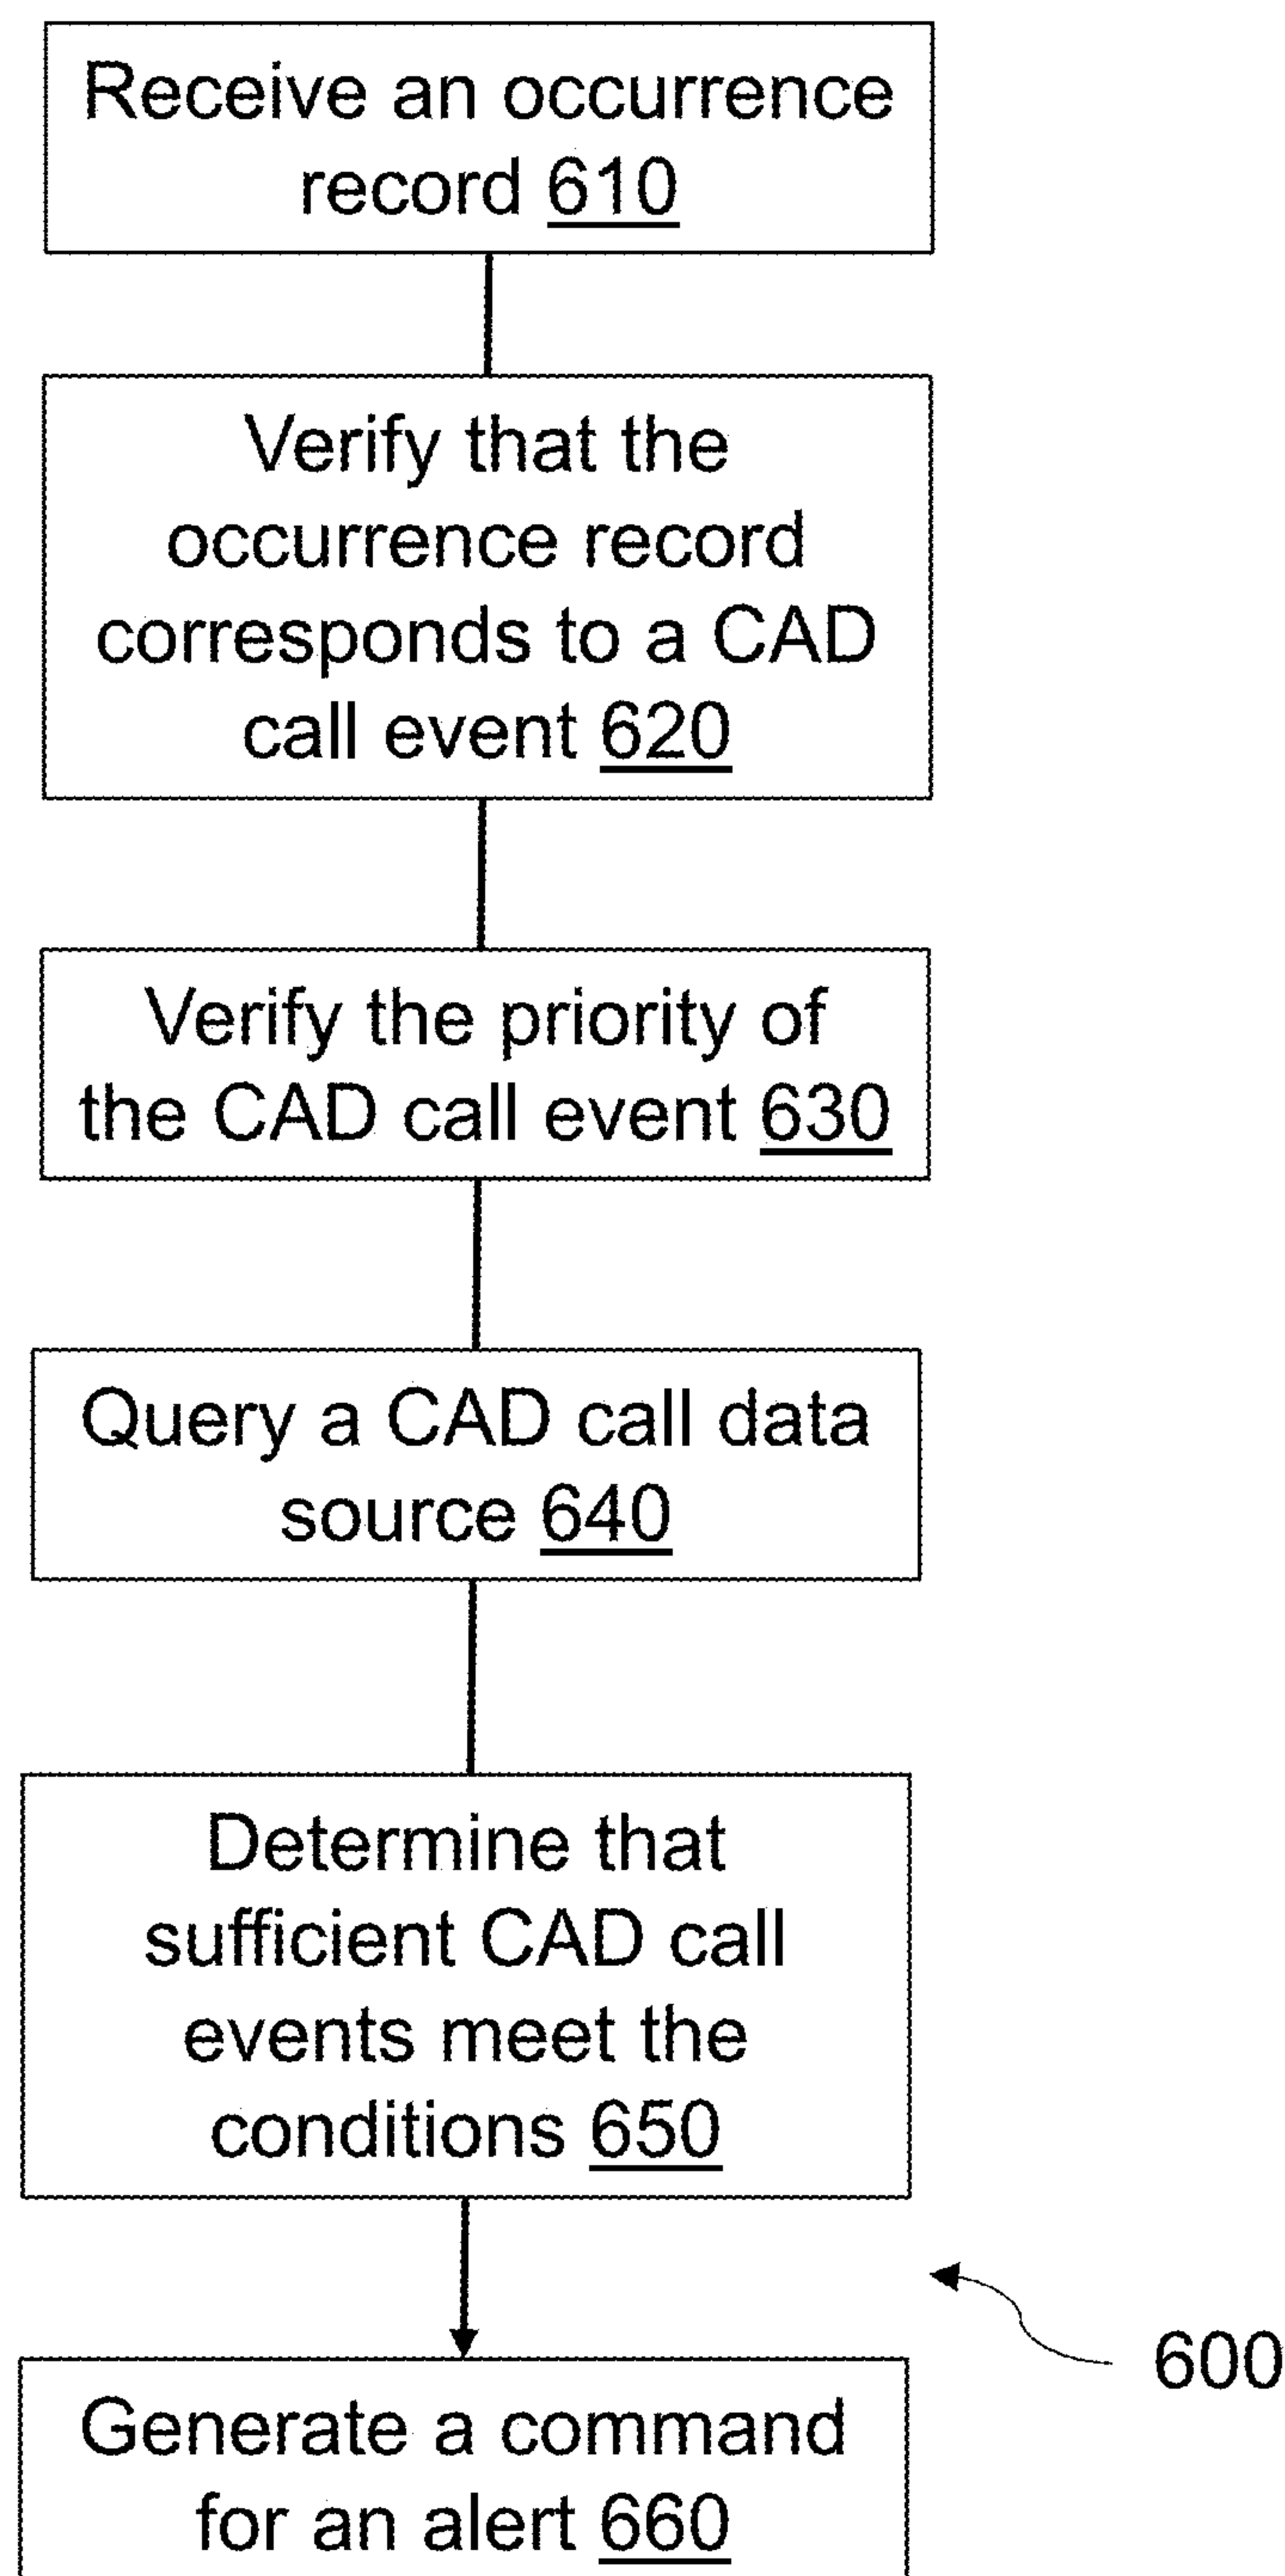 Receive an occurrence
record 610
Verify that the
occurrence record
corresponds to a CAD
call event 620
Verify the priority of
the CAD call event 630
Query a CAD call data
source 640
Determine that
sufficient CAD call
events meet the
conditions 650
600
Generate a command
for an alert 660